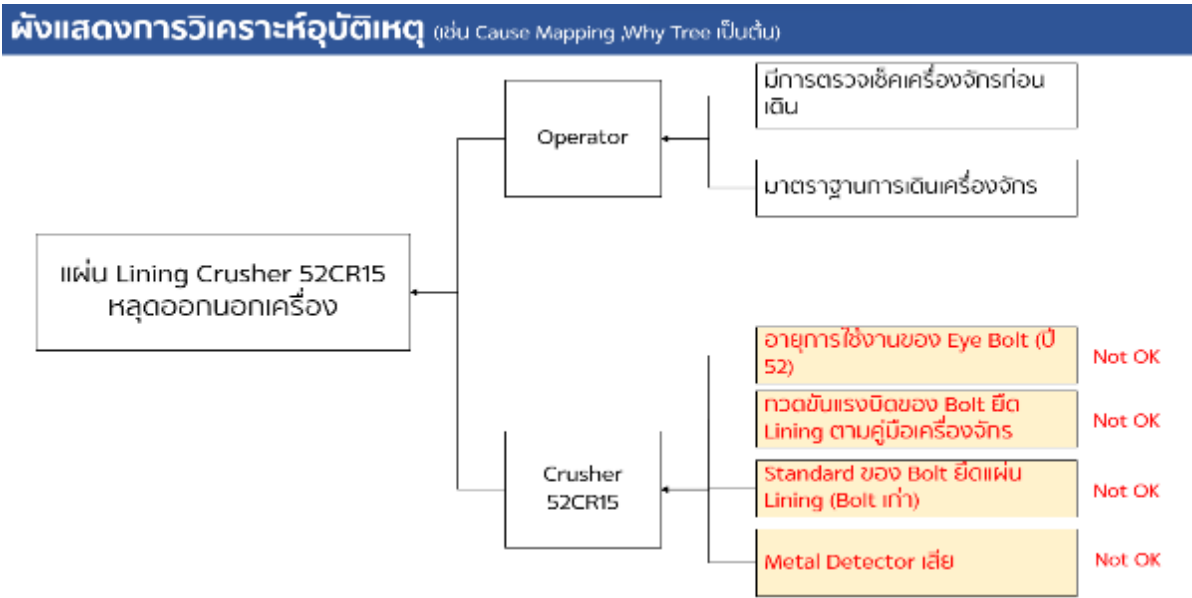 ผังแสดงการวิเคราะห์อุบัติเหตุ (เช่น Cause Mapping ,Why Tree เป็นต้น)
มีการตรวจเช็คเครื่องจักรก่อน
เดิน
Operator
มาตราฐานการเดินเครื่องจักร
แผ่น Lining Crusher 52CR15
หลุดออกนอกเครื่อง
อายุการใช้งานของ Eye Bolt (ปี
52)
Not OK
กวดขันแรงบิดของ Bolt ยึด
Lining ตามคู่มือเครื่องจักร
Not OK
Crusher
52CR15
Standard ของ Bolt ยึดแผ่น
Lining (Bolt เก่า)
Not OK
Metal Detector เสีย
Not OK